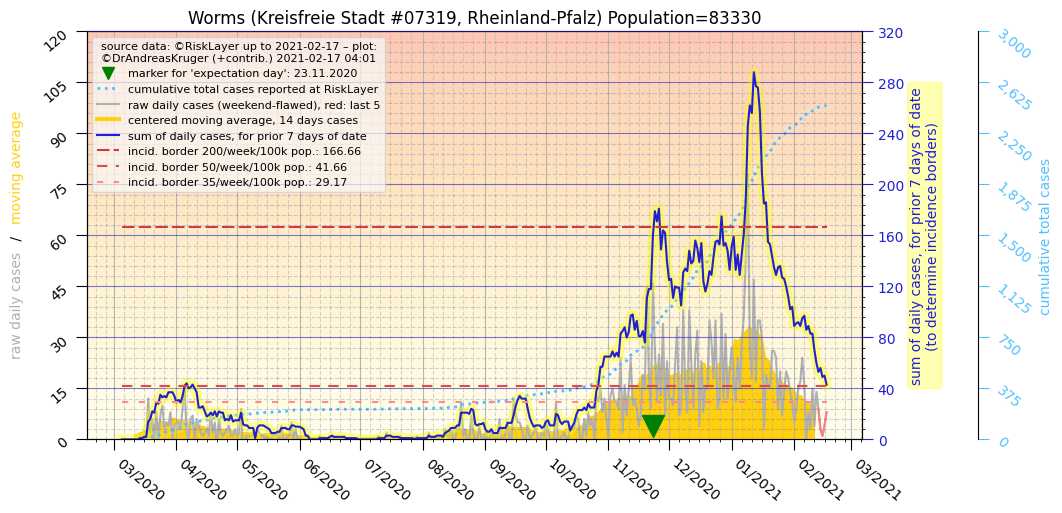 Worms (Kreisfreie Stadt #07319, Rheinland-Pfalz) Population=83330
source data: ©RiskLayer up to 2021-02-17 – plot:
©DrAndreasKruger (+contrib.) 2021-02-17 04:01
marker for 'expectation day': 23.11.2020
cumulative total cases reported at RiskLayer
raw daily cases (weekend-flawed), red: last 5
centered moving average, 14 days cases
sum of daily cases, for prior 7 days of date
incid. border 200/week/100k pop.: 166.66
incid. border 50/week/100k pop.: 41.66
incid. border 35/week/100k pop.: 29.17
raw daily cases / moving average
120
105
90
75
60
45
30
15
0
03/2020
04/2020
05/2020
06/2020
07/2020
08/2020
09/2020
10/2020
11/2020
12/2020
01/2021
02/2021
03/2021
320
280
240
200
160
120
80
40
0
sum of daily cases, for prior 7 days of date
(to determine incidence borders)
3,000
2,625
2,250
1,875
1,500
1,125
750
375
0
cumulative total cases